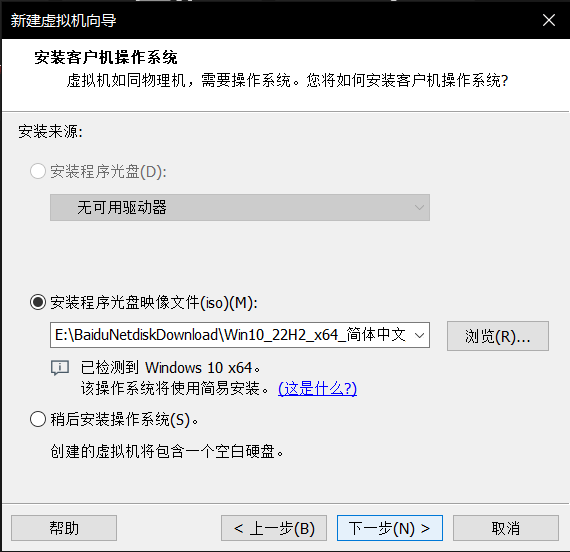 新建虚拟机向导
安装客户机操作系统
虚拟机如同物理机，需要操作系统。您将如何安装客户机操作系统?
安装来源:
安装程序光盘(D):
无可用驱动器
安装程序光盘映像文件(iso)(M):
E:\BaiduNetdiskDownload\Win10_22H2_x64_简体中文
浏览(R)...
已检测到 Windows 10 x64。
该操作系统将使用简易安装。 (这是什么?)
稍后安装操作系统(S)。
创建的虚拟机将包含一个空白硬盘。
帮助
< 上一步(B)
下一步(N) >
取消